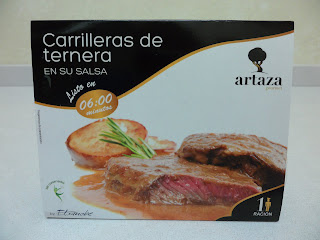 Carrilleras de
ternera
EN SU SALSA
Listo en
06:00
minutos
artaza
1
RACIÓN